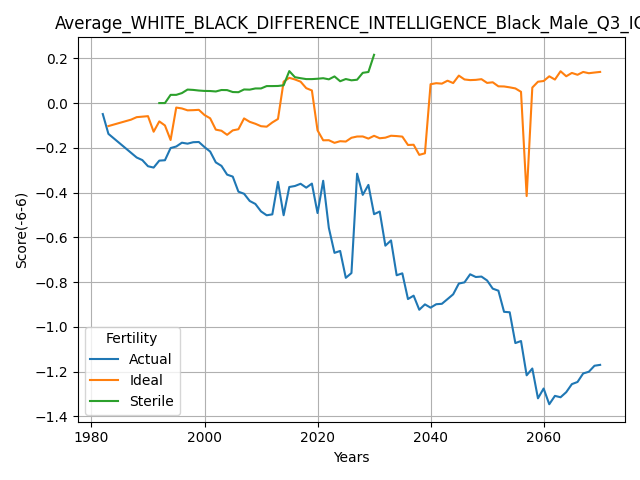 Average_WHITE_BLACK_DIFFERENCE_INTELLIGENCE_Black_Male_Q3_IC
0.2
0.0
−0.2
−0.4
−0.6
−0.8
−1.0
−1.2
−1.4
Score(-6-6)
Fertility
Actual
Ideal
Sterile
1980
2000
2020
2040
2060
Years